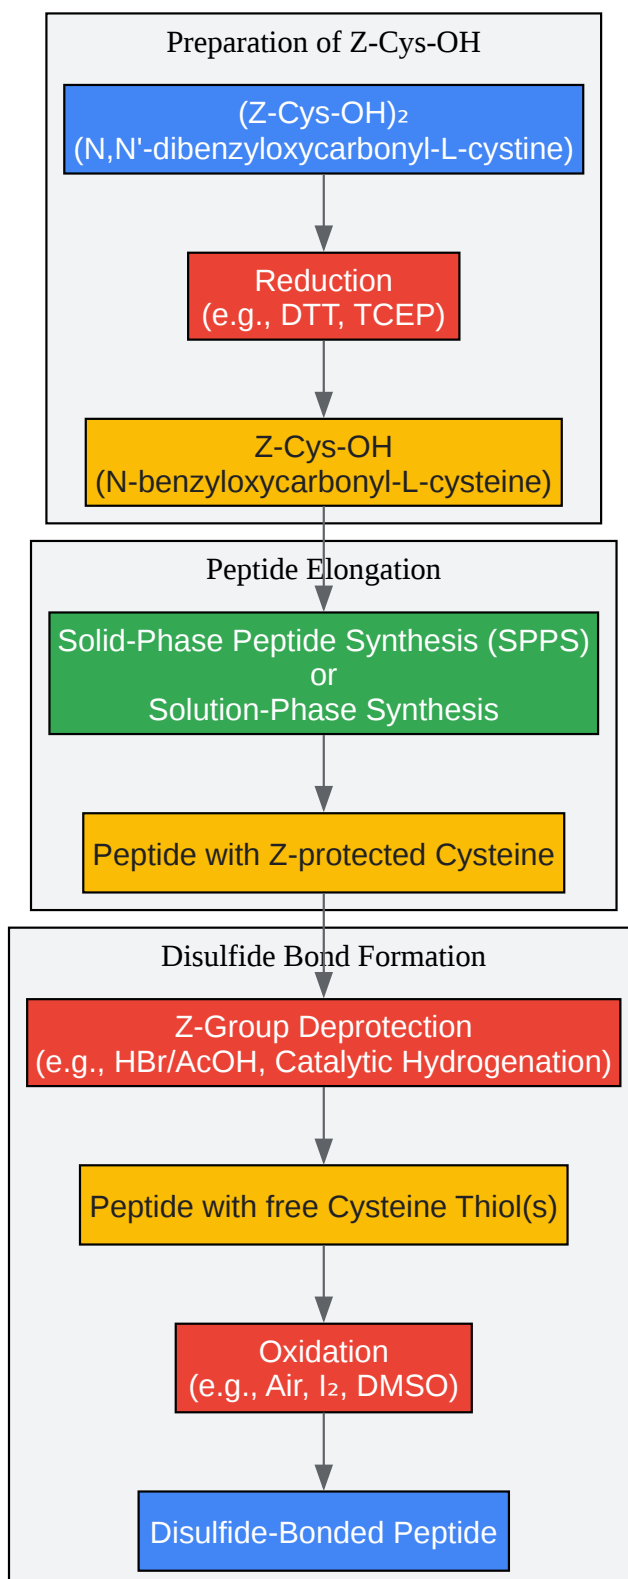 Preparation of Z-Cys-OH
(Z-Cys-OH)₂
(N,N'-dibenzyloxycarbonyl-L-cystine)
Reduction
(e.g., DTT, TCEP)
Z-Cys-OH
(N-benzyloxycarbonyl-L-cysteine)
Peptide Elongation
Solid-Phase Peptide Synthesis (SPPS)
or
Solution-Phase Synthesis
Peptide with Z-protected Cysteine
Disulfide Bond Formation
Z-Group Deprotection
(e.g., HBr/AcOH, Catalytic Hydrogenation)
Peptide with free Cysteine Thiol(s)
Oxidation
(e.g., Air, I₂, DMSO)
Disulfide-Bonded Peptide